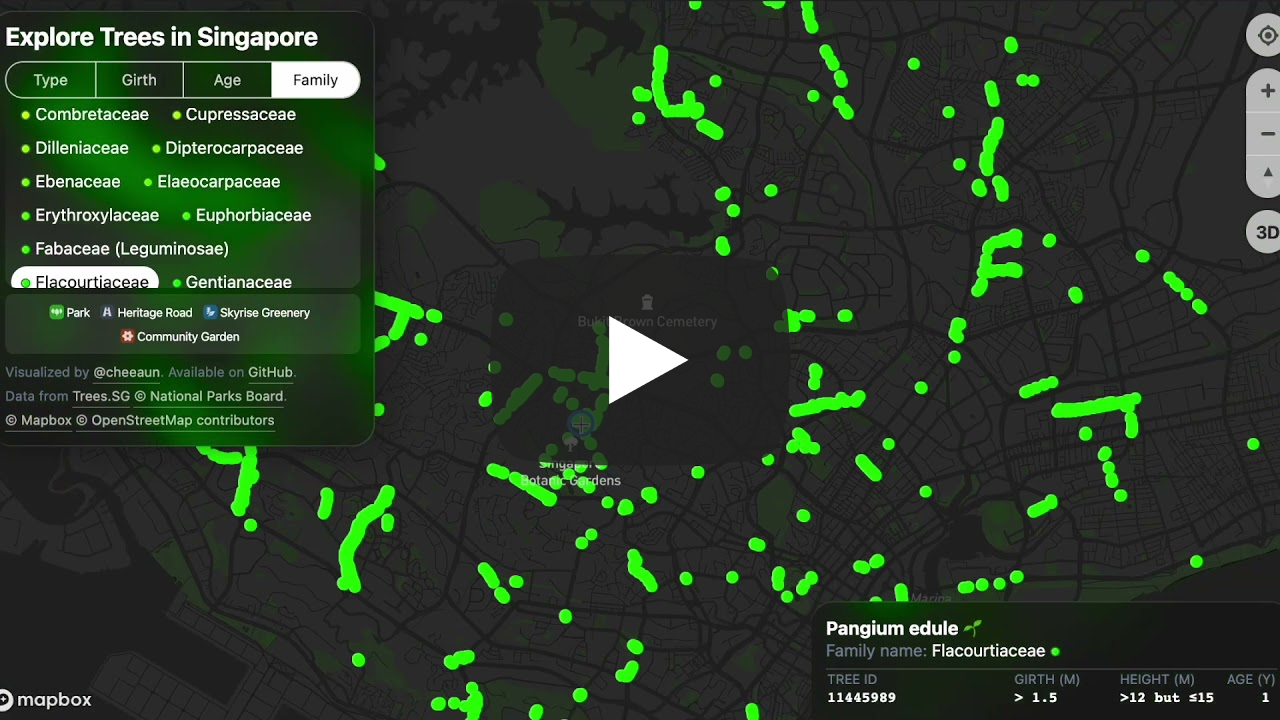 Explore Trees in Singapore
Type Girth Age Family
Combretaceae Cupressaceae
Dilleniaceae Dipterocarpaceae
Ebenaceae Elaeocarpaceae
Erythroxylaceae Euphorbiaceae
Fabaceae (Leguminosae)
Flacourtiaceae Gentianaceae
Park Heritage Road Skyrise Greenery
Community Garden
Visualized by @cheeaun. Available on GitHub.
Data from Trees.SG © National Parks Board.
© Mapbox © OpenStreetMap contributors
3D
Bukit Brown Cemetery
Singapore
Botanic Gardens
Marina
Pangium edule
Family name: Flacourtiaceae
TREE ID GIRTH (M) HEIGHT (M) AGE (Y)
11445989 > 1.5 >12 but ≤15 1
mapbox